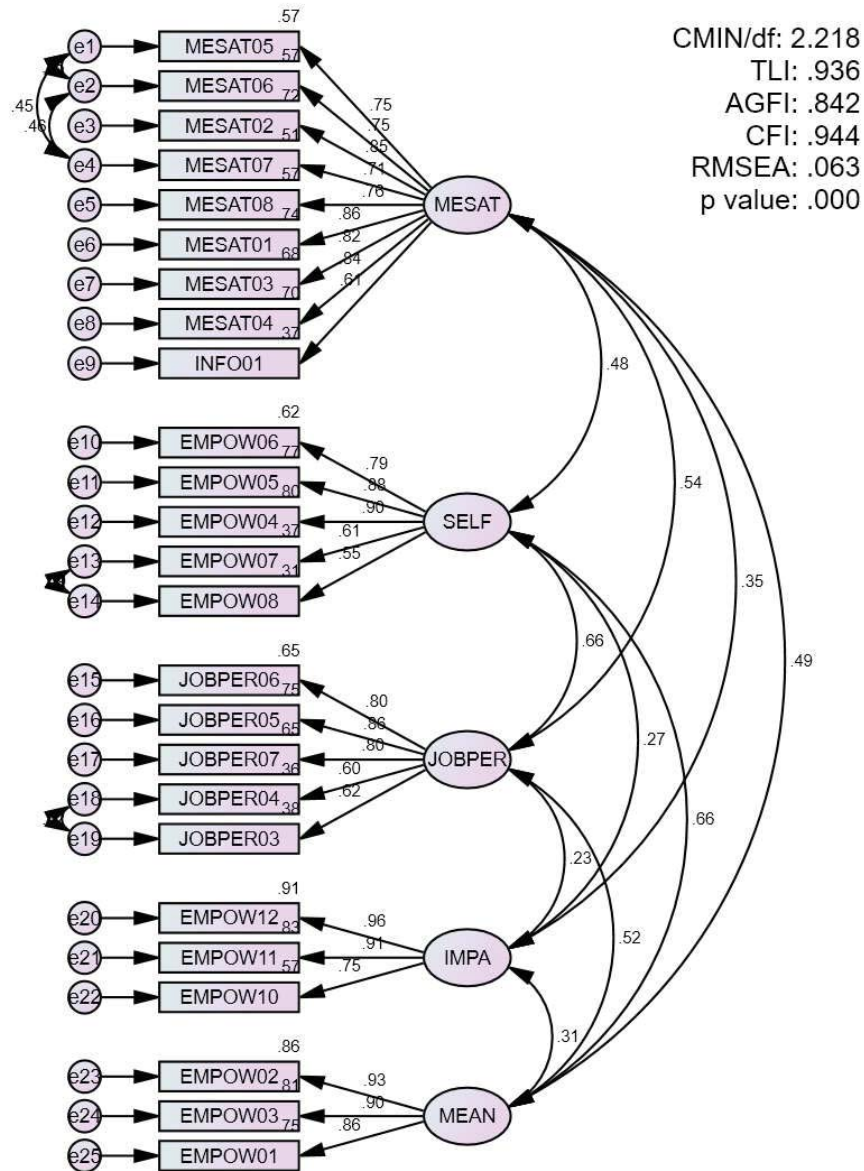 CMIN/df: 2.218
TLI: .936
AGFI: .842
CFI: .944
RMSEA: .063
p value: .000
.57
e1 MESAT05 .57
e2 MESAT06 .72
e3 MESAT02 .51
e4 MESAT07 .57
e5 MESAT08 .74
e6 MESAT01 .68
e7 MESAT03 .70
e8 MESAT04 .37
e9 INFO01
.45
.46
.75
.75
.85
.71
.76
.86
.82
.84
.61
MESAT
.48
.54
.35
.49
.62
e10 EMPOW06 .77
e11 EMPOW05 .80
e12 EMPOW04 .37
e13 EMPOW07 .31
e14 EMPOW08
.79
.88
.90
.61
.55
SELF
.66
.27
.66
.65
e15 JOBPER06 .75
e16 JOBPER05 .65
e17 JOBPER07 .36
e18 JOBPER04 .38
e19 JOBPER03
.80
.86
.80
.60
.62
JOBPER
.23
.52
.91
e20 EMPOW12 .83
e21 EMPOW11 .57
e22 EMPOW10
.96
.91
.75
IMPA
.31
.86
e23 EMPOW02 .81
e24 EMPOW03 .75
e25 EMPOW01
.93
.90
.86
MEAN